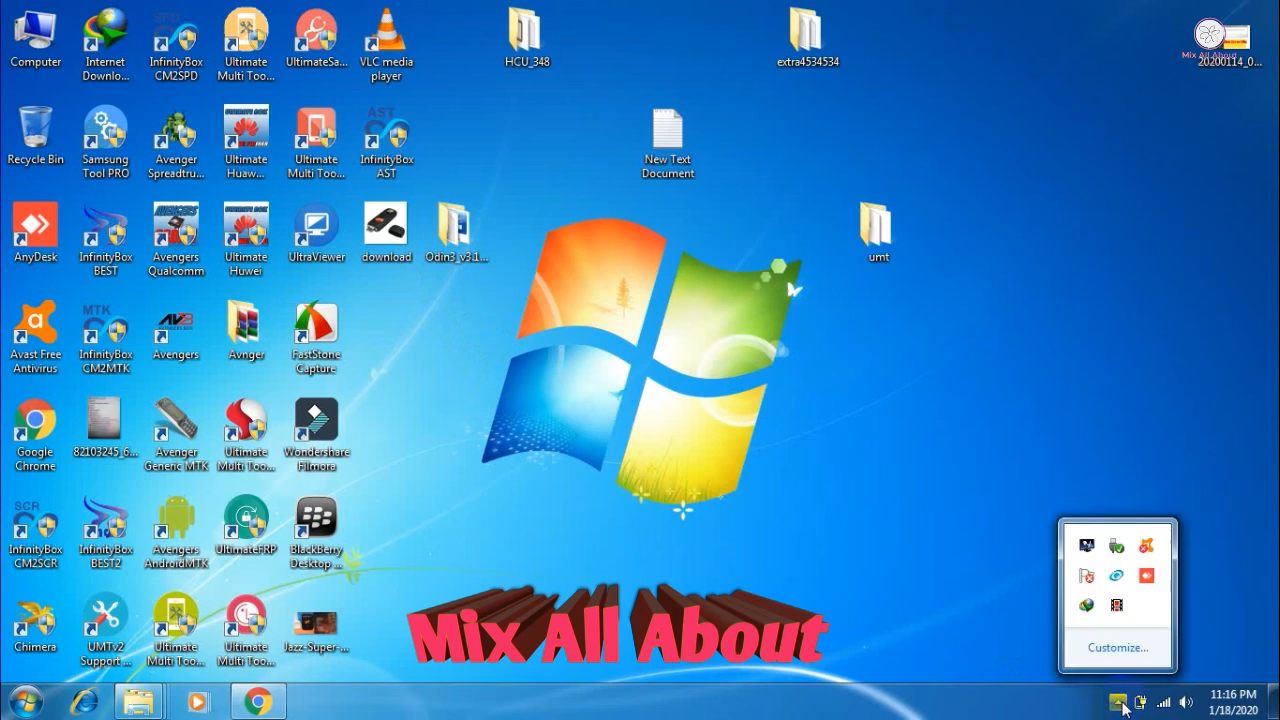 Computer
Internet
Downlo...
InfinityBox
CM2SPD
Ultimate
Multi Too...
UltimateSa...
VLC media
player
HCU_348
extra4534534
Mix All About
20200114_0...
Recycle Bin
Samsung
Tool PRO
Avenger
Spreadtru...
Ultimate
Huaw...
Ultimate
Multi Too...
AST
InfinityBox
AST
New Text
Document
AnyDesk
InfinityBox
BEST
AVENGERS
Avengers
Qualcomm
Ultimate
Huwei
UltraViewer
download
Odin3_v3.1...
umt
Avast Free
Antivirus
MTK
InfinityBox
CM2MTK
Avengers
Avnger
FastStone
Capture
Google
Chrome
82103245_6...
Avenger
Generic MTK
Ultimate
Multi Too...
Wondershare
Filmora
SCR
InfinityBox
CM2SCR
InfinityBox
BEST2
Avengers
AndroidMTK
UltimateFRP
BlackBerry
Desktop ...
Chimera
UMTv2
Support ...
Ultimate
Multi Too...
Ultimate
Multi Too...
Jazz-Super-...
Mix All About
Customize...
11:16 PM
1/18/2020